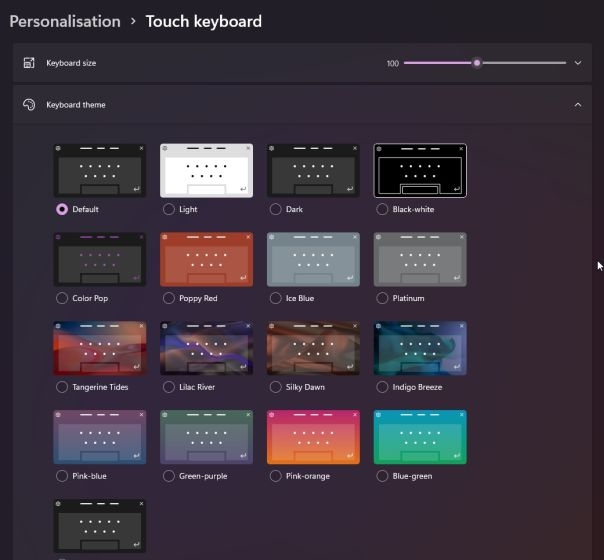 Personalisation > Touch keyboard
Keyboard size 100
Keyboard theme
Default Light Dark Black-white
Color Pop Poppy Red Ice Blue Platinum
Tangerine Tides Lilac River Silky Dawn Indigo Breeze
Pink-blue Green-purple Pink-orange Blue-green